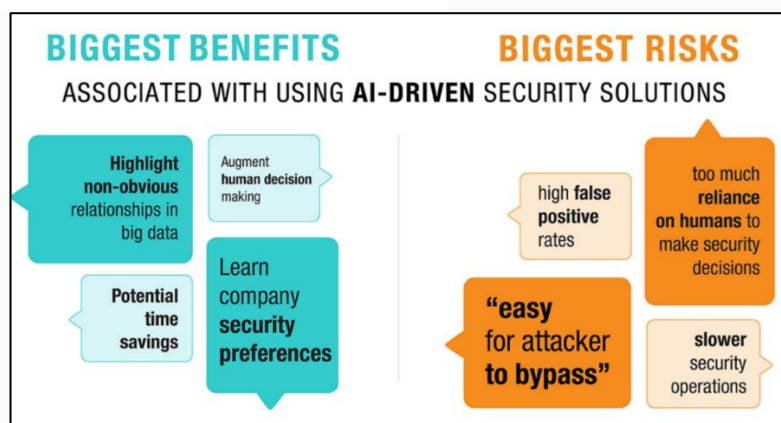 BIGGEST BENEFITS
BIGGEST RISKS
ASSOCIATED WITH USING AI-DRIVEN SECURITY SOLUTIONS
Highlight
non-obvious
relationships in
big data
Augment
human decision
making
Potential
time
savings
Learn
company
security
preferences
high false
positive
rates
too much
reliance
on humans to
make security
decisions
“easy
for attacker
to bypass”
slower
security
operations